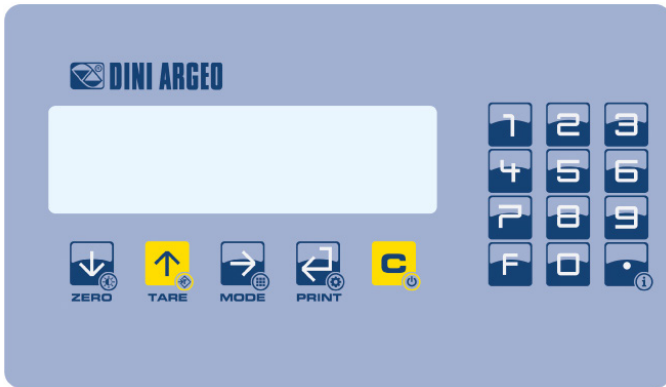 DINI ARGEO
1 2 3
4 5 6
7 8 9
F 0 .
C
ZERO TARE MODE PRINT
i